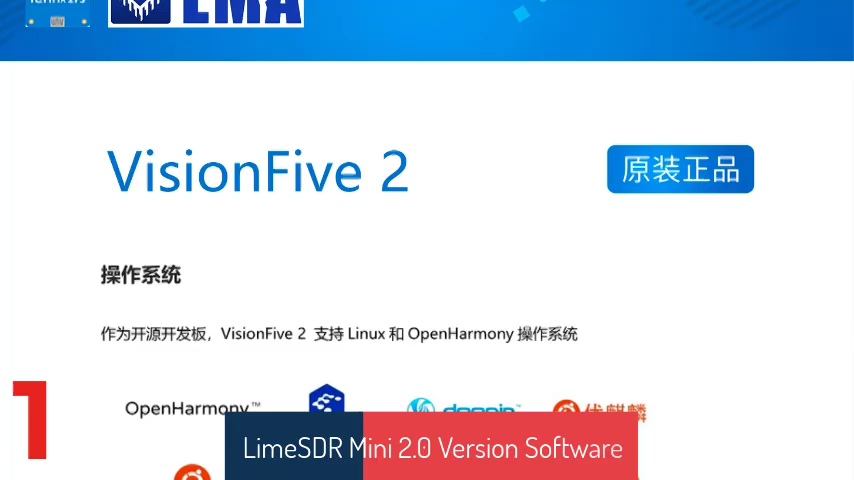 EMA
VisionFive 2
原装正品
操作系统
作为开源开发板，VisionFive 2 支持 Linux 和 OpenHarmony 操作系统
OpenHarmony™
deepin™
优麒麟
1
LimeSDR Mini 2.0 Version Software